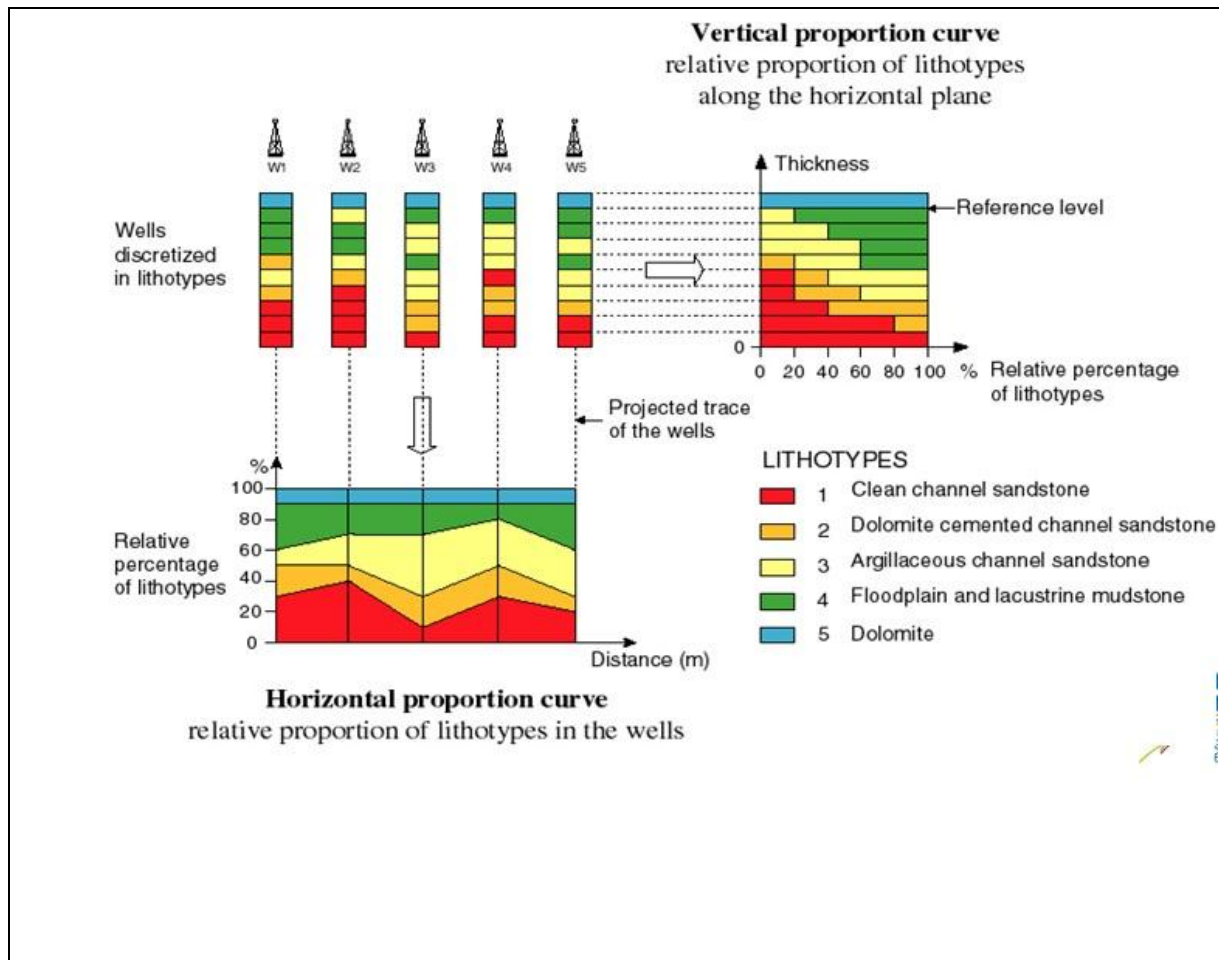 Vertical proportion curve
relative proportion of lithotypes
along the horizontal plane
W1 W2 W3 W4 W5
Thickness
Reference level
Wells
discretized
in lithotypes
0
0 20 40 60 80 100 % Relative percentage
of lithotypes
Projected trace
of the wells
%
100
80
60
40
20
0
Relative
percentage
of lithotypes
Distance (m)
LITHOTYPES
1 Clean channel sandstone
2 Dolomite cemented channel sandstone
3 Argillaceous channel sandstone
4 Floodplain and lacustrine mudstone
5 Dolomite
Horizontal proportion curve
relative proportion of lithotypes in the wells